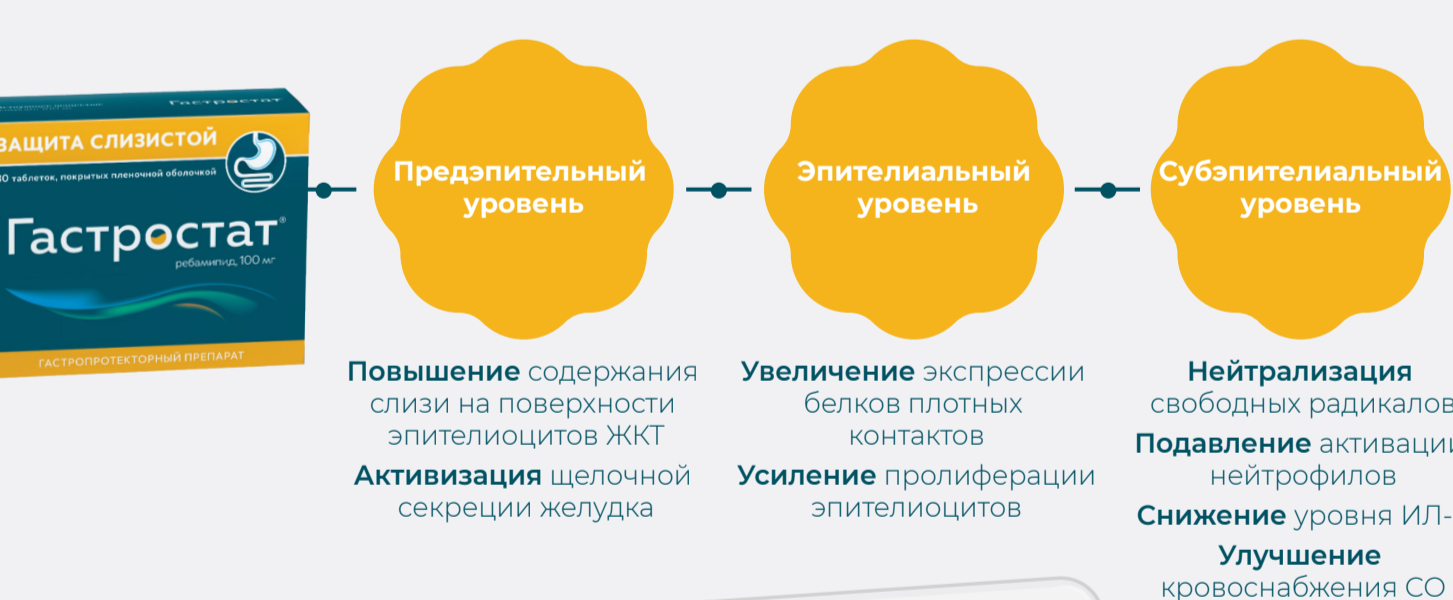 Гастростат
ЗАЩИТА СЛИЗИСТОЙ
30 таблеток, покрытых пленочной оболочкой
Гастростат®
ребамипид, 100 мг
ГАСТРОПРОТЕКТОРНЫЙ ПРЕПАРАТ
Предэпительный
уровень
Повышение содержания
слизи на поверхности
эпителиоцитов ЖКТ
Активизация щелочной
секреции желудка
Эпителиальный
уровень
Увеличение экспрессии
белков плотных
контактов
Усиление пролиферации
эпителиоцитов
Субэпителиальный
уровень
Нейтрализация
свободных радикалов
Подавление активации
нейтрофилов
Снижение уровня ИЛ-
Улучшение
кровоснабжения СО